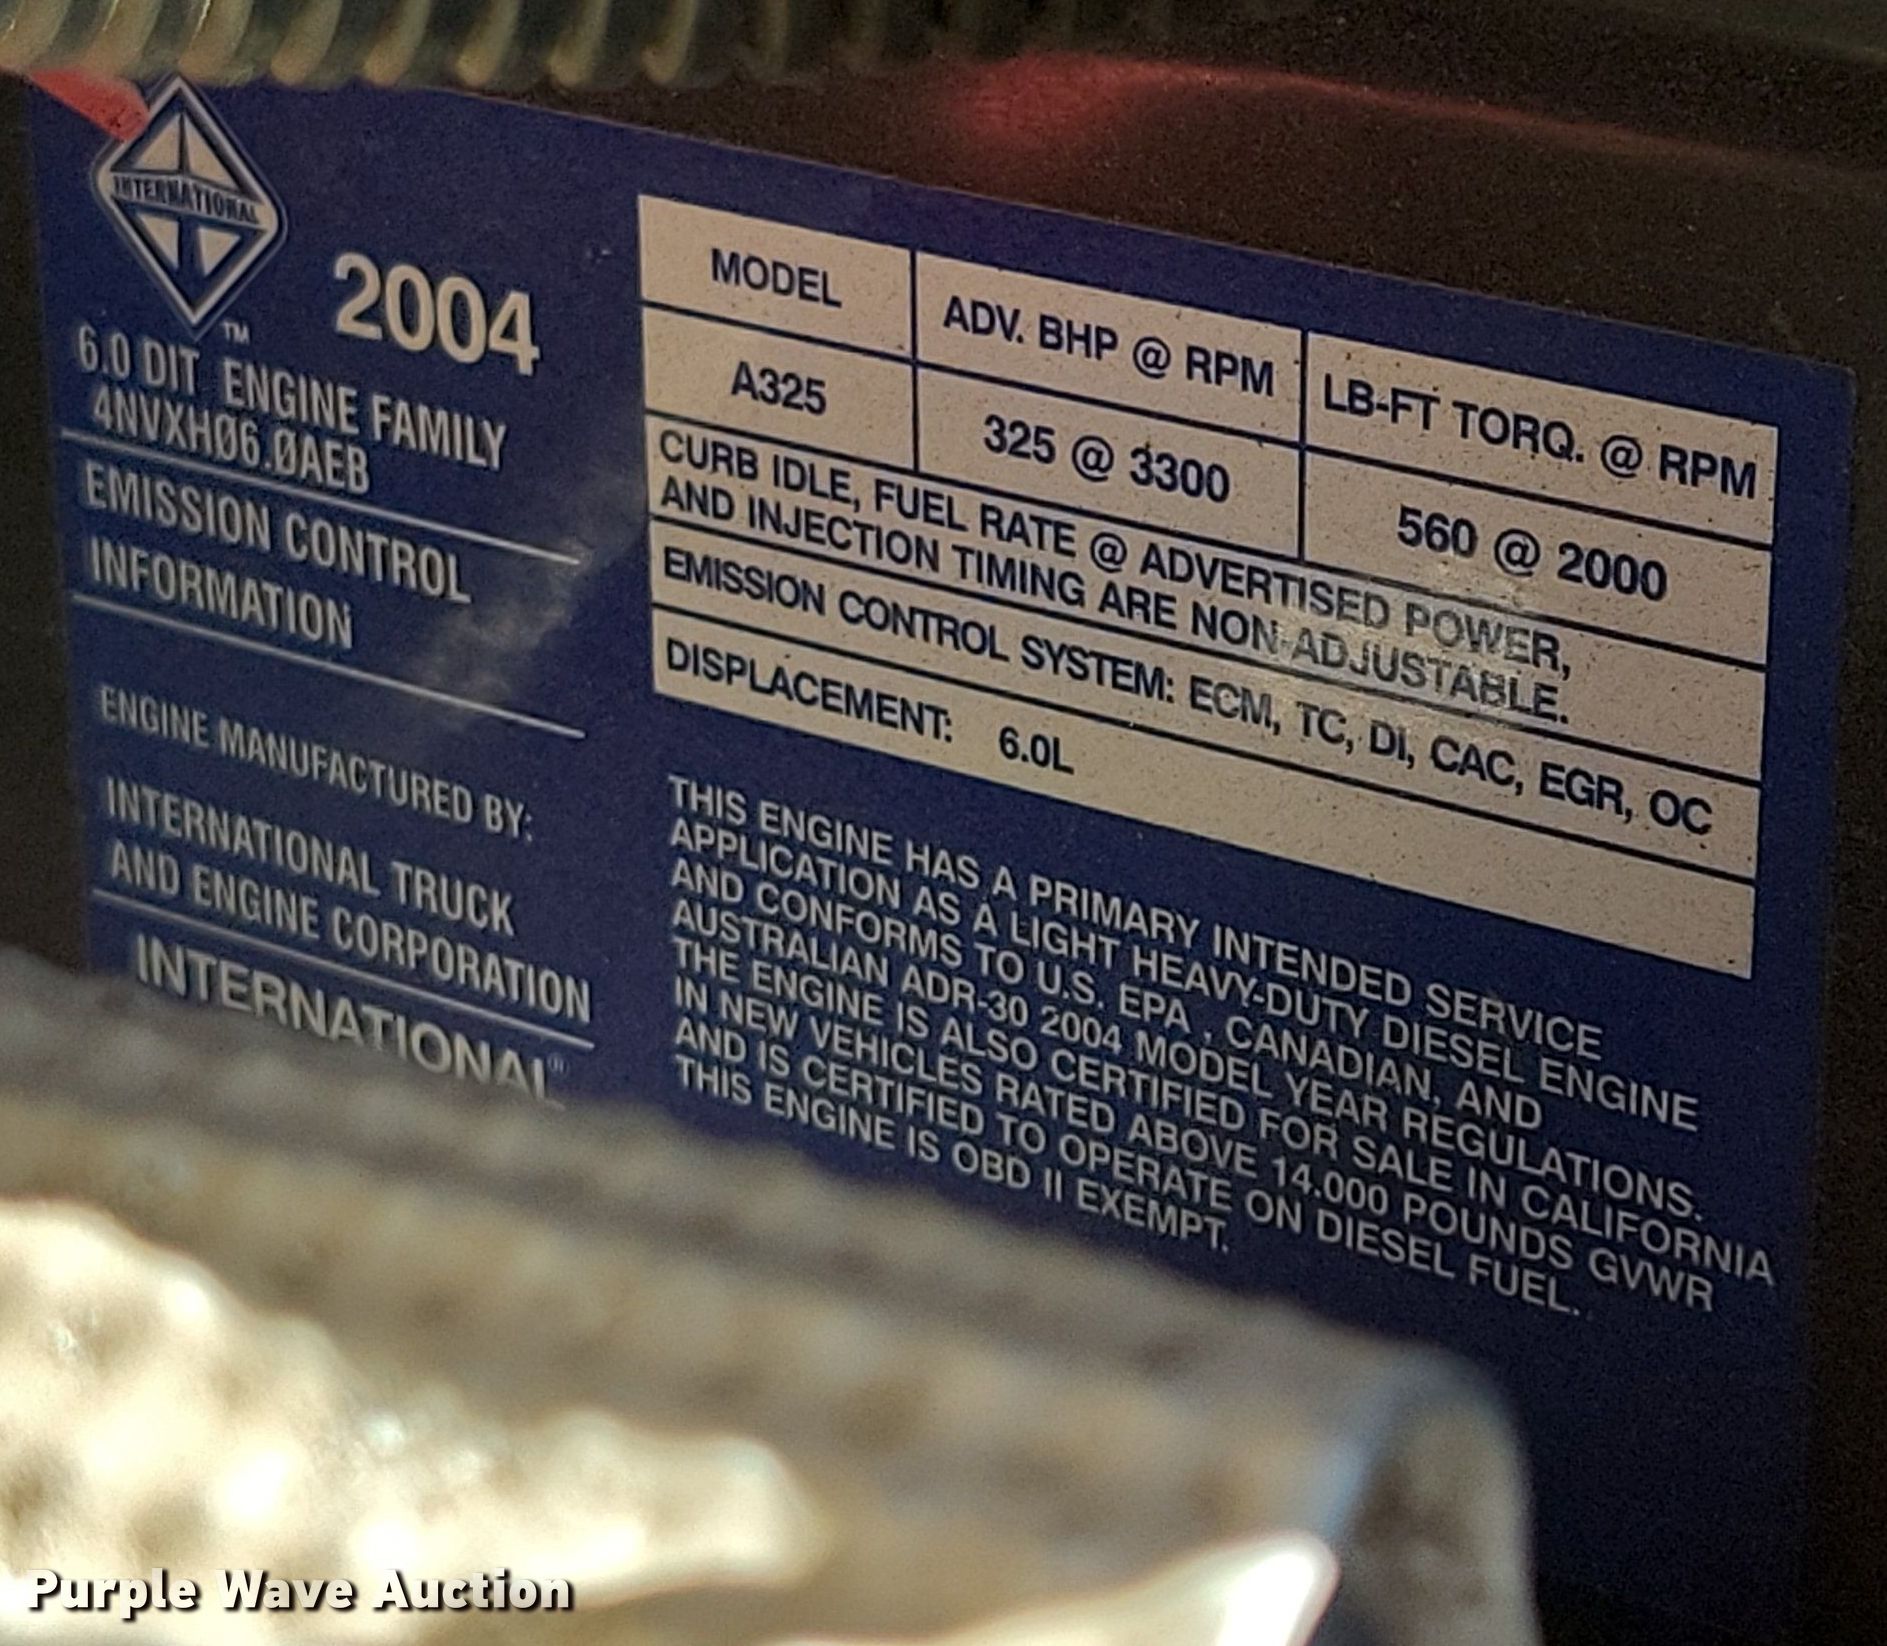 INTERNATIONAL
TM
2004
6.0 DIT ENGINE FAMILY
4NVXHØ6.ØAEB
EMISSION CONTROL
INFORMATION
ENGINE MANUFACTURED BY:
INTERNATIONAL TRUCK
AND ENGINE CORPORATION
INTERNATIONAL®
MODEL ADV. BHP @ RPM LB-FT TORQ. @ RPM
A325 325 @ 3300 560 @ 2000
CURB IDLE, FUEL RATE @ ADVERTISED POWER,
AND INJECTION TIMING ARE NON-ADJUSTABLE.
EMISSION CONTROL SYSTEM: ECM, TC, DI, CAC, EGR, OC
DISPLACEMENT: 6.0L
THIS ENGINE HAS A PRIMARY INTENDED SERVICE
APPLICATION AS A LIGHT HEAVY-DUTY DIESEL ENGINE
AND CONFORMS TO U.S. EPA , CANADIAN, AND
AUSTRALIAN ADR-30 2004 MODEL YEAR REGULATIONS.
THE ENGINE IS ALSO CERTIFIED FOR SALE IN CALIFORNIA
IN NEW VEHICLES RATED ABOVE 14.000 POUNDS GVWR
AND IS CERTIFIED TO OPERATE ON DIESEL FUEL.
THIS ENGINE IS OBD II EXEMPT.
Purple Wave Auction